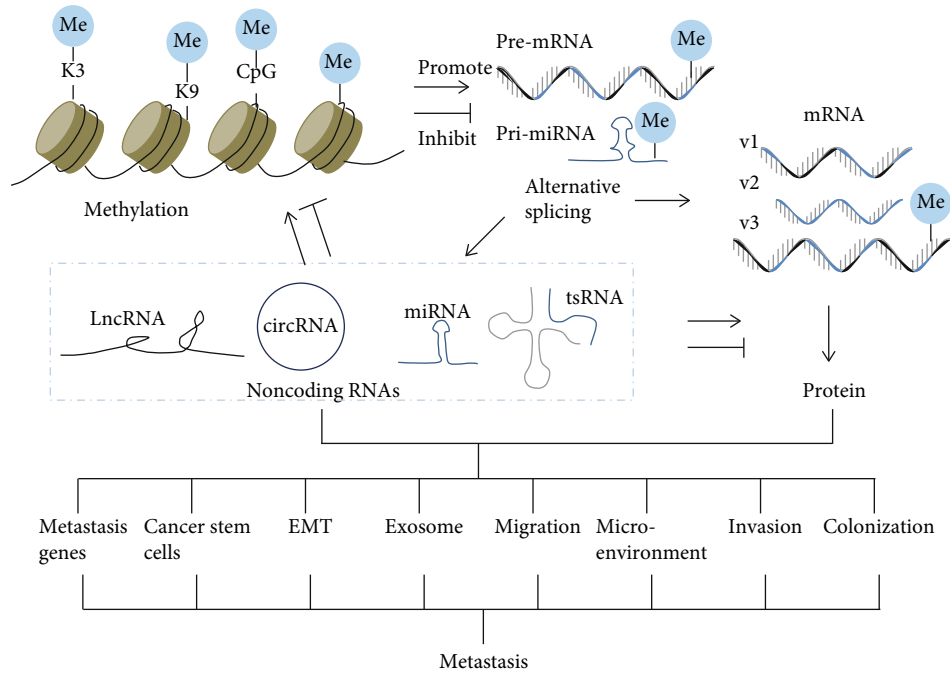 Me
Me
Me
Me
K3
K9
CpG
Methylation
Promote
Inhibit
Pre-mRNA
Me
Pri-miRNA
Me
Alternative
splicing
mRNA
v1
v2
v3
Me
LncRNA
circRNA
miRNA
tsRNA
Noncoding RNAs
Protein
Metastasis
genes
Cancer stem
cells
EMT
Exosome
Migration
Micro-
environment
Invasion
Colonization
Metastasis